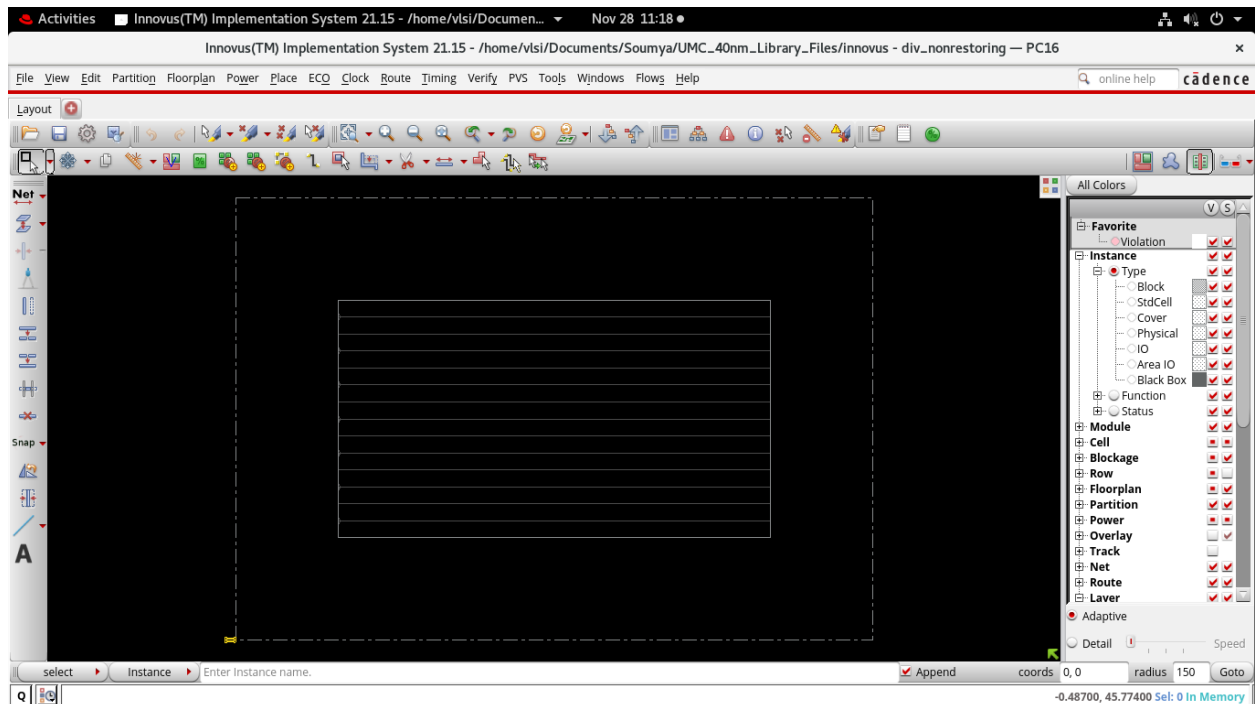 Activities Innovus(TM) Implementation System 21.15 - /home/vlsi/Documen... Nov 28 11:18
Innovus(TM) Implementation System 21.15 - /home/vlsi/Documents/Soumya/UMC_40nm_Library_Files/innovus - div_nonrestoring — PC16 ×
File View Edit Partition Floorplan Power Place ECO Clock Route Timing Verify PVS Tools Windows Flows Help online help cādence
Layout
All Colors
Net
V S
Favorite
Violation
Instance
Type
Block
StdCell
Cover
Physical
IO
Area IO
Black Box
Function
Status
Snap
Module
Cell
Blockage
Row
Floorplan
Partition
Power
Overlay
A
Track
Net
Route
Layer
Adaptive
Detail Speed
select Instance Enter Instance name. Append coords 0, 0 radius 150 Goto
Q -0.48700, 45.77400 Sel: 0 In Memory